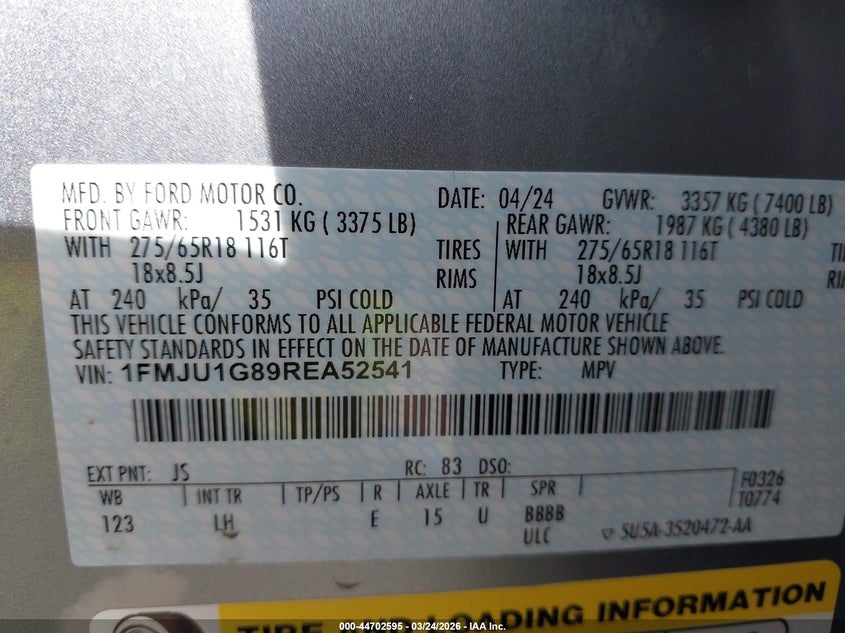 MFD. BY FORD MOTOR CO. DATE: 04/24 GVWR: 3357 KG ( 7400 LB)
FRONT GAWR: 1531 KG ( 3375 LB) REAR GAWR: 1987 KG ( 4380 LB)
WITH 275/65R18 116T TIRES WITH 275/65R18 116T
18x8.5J RIMS 18x8.5J
AT 240 kPa/ 35 PSI COLD AT 240 kPa/ 35 PSI COLD
THIS VEHICLE CONFORMS TO ALL APPLICABLE FEDERAL MOTOR VEHICLE
SAFETY STANDARDS IN EFFECT ON THE DATE OF MANUFACTURE SHOWN ABOVE.
VIN: 1FMJU1G89REA52541 TYPE: MPV
EXT PNT: JS RC: 83 DSO:
WB INT TR TP/PS R AXLE TR SPR F0326
T0774
123 LH E 15 U BBBB
ULC 5U5A-3520472-AA
TIRE AND LOADING INFORMATION
000-44702595 - 03/24/2026 - IAA Inc.